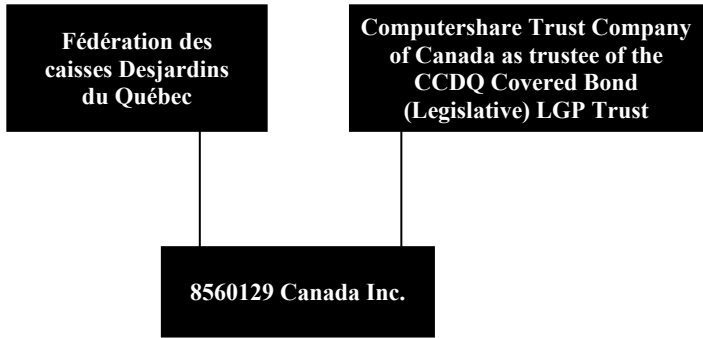 Fédération des
caisses Desjardins
du Québec
Computershare Trust Company
of Canada as trustee of the
CCDQ Covered Bond
(Legislative) LGP Trust
8560129 Canada Inc.